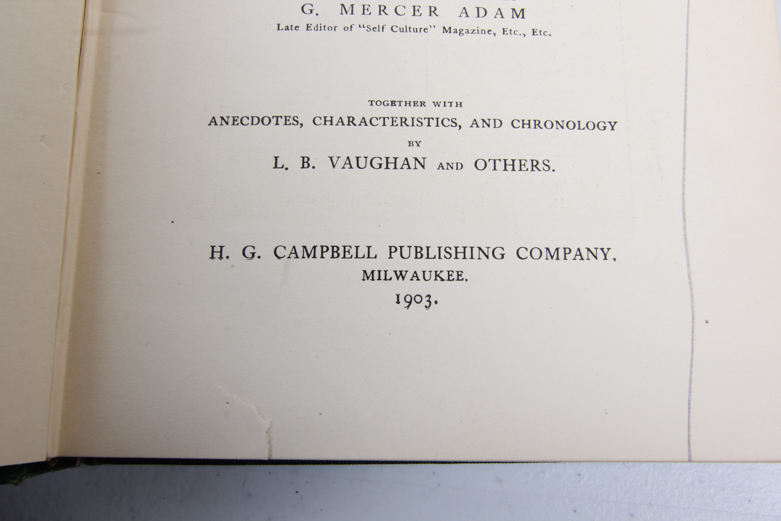 G. MERCER ADAM
Late Editor of "Self Culture" Magazine, Etc., Etc.
TOGETHER WITH
ANECDOTES, CHARACTERISTICS, AND CHRONOLOGY
BY
L. B. VAUGHAN AND OTHERS.
H. G. CAMPBELL PUBLISHING COMPANY,
MILWAUKEE.
1903.